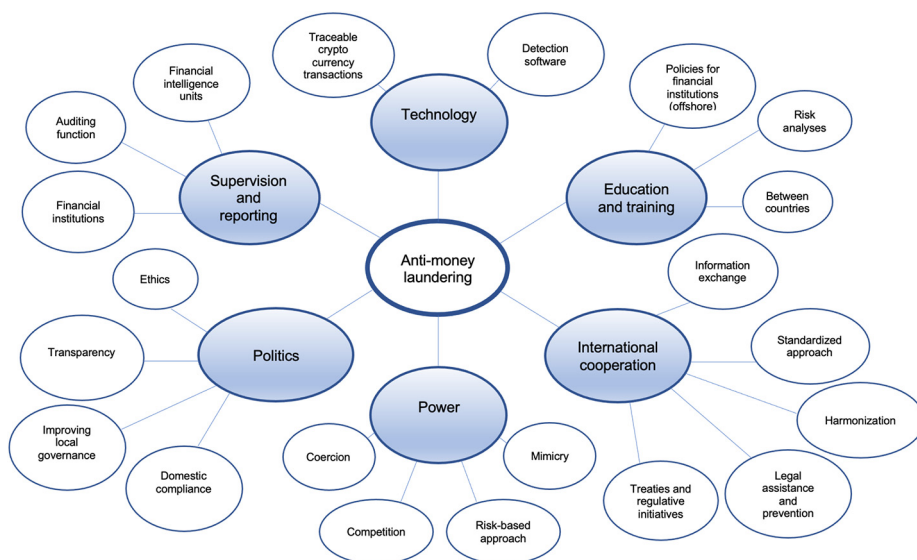 Traceable
crypto
currency
transactions
Detection
software
Financial
intelligence
units
Policies for
financial
institutions
(offshore)
Technology
Auditing
function
Risk
analyses
Supervision
and
reporting
Education
and training
Financial
institutions
Between
countries
Anti-money
laundering
Information
exchange
Ethics
Transparency
Politics
International
cooperation
Standardized
approach
Power
Harmonization
Improving
local
governance
Coercion
Mimicry
Domestic
compliance
Treaties and
regulative
initiatives
Legal
assistance
and
prevention
Competition
Risk-based
approach